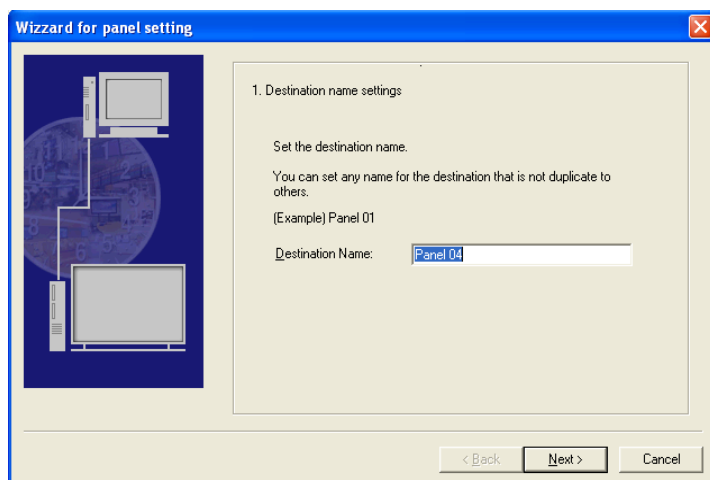 Wizzard for panel setting
1. Destination name settings
Set the destination name.
You can set any name for the destination that is not duplicate to
others.
(Example) Panel 01
Destination Name: Panel 04
< Back Next > Cancel